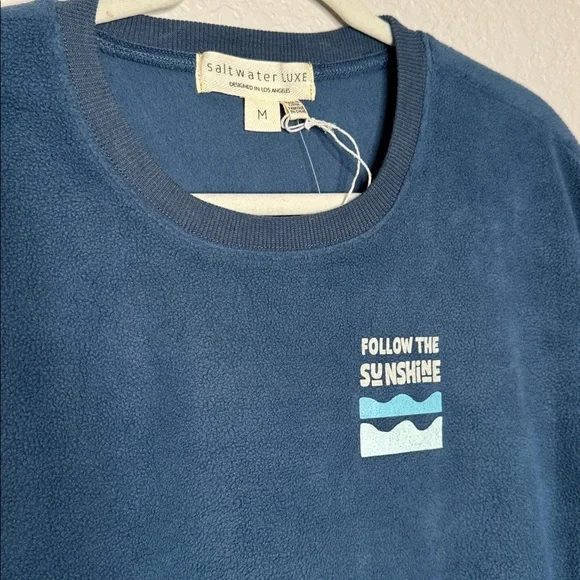 saltwater LUXE
DESIGNED IN LOS ANGELES
M
FOLLOW THE
SUNSHINE